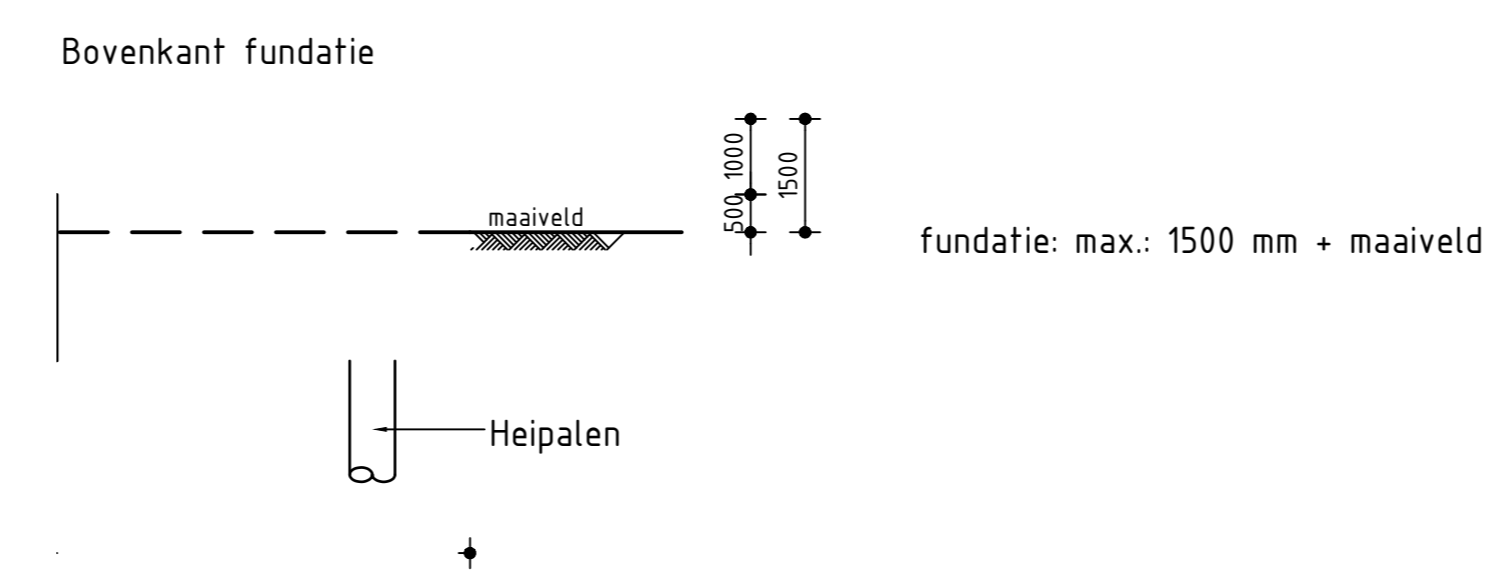 Bovenkant fundatie
1000
1500
500
maaiveld
fundatie: max.: 1500 mm + maaiveld
Heipalen